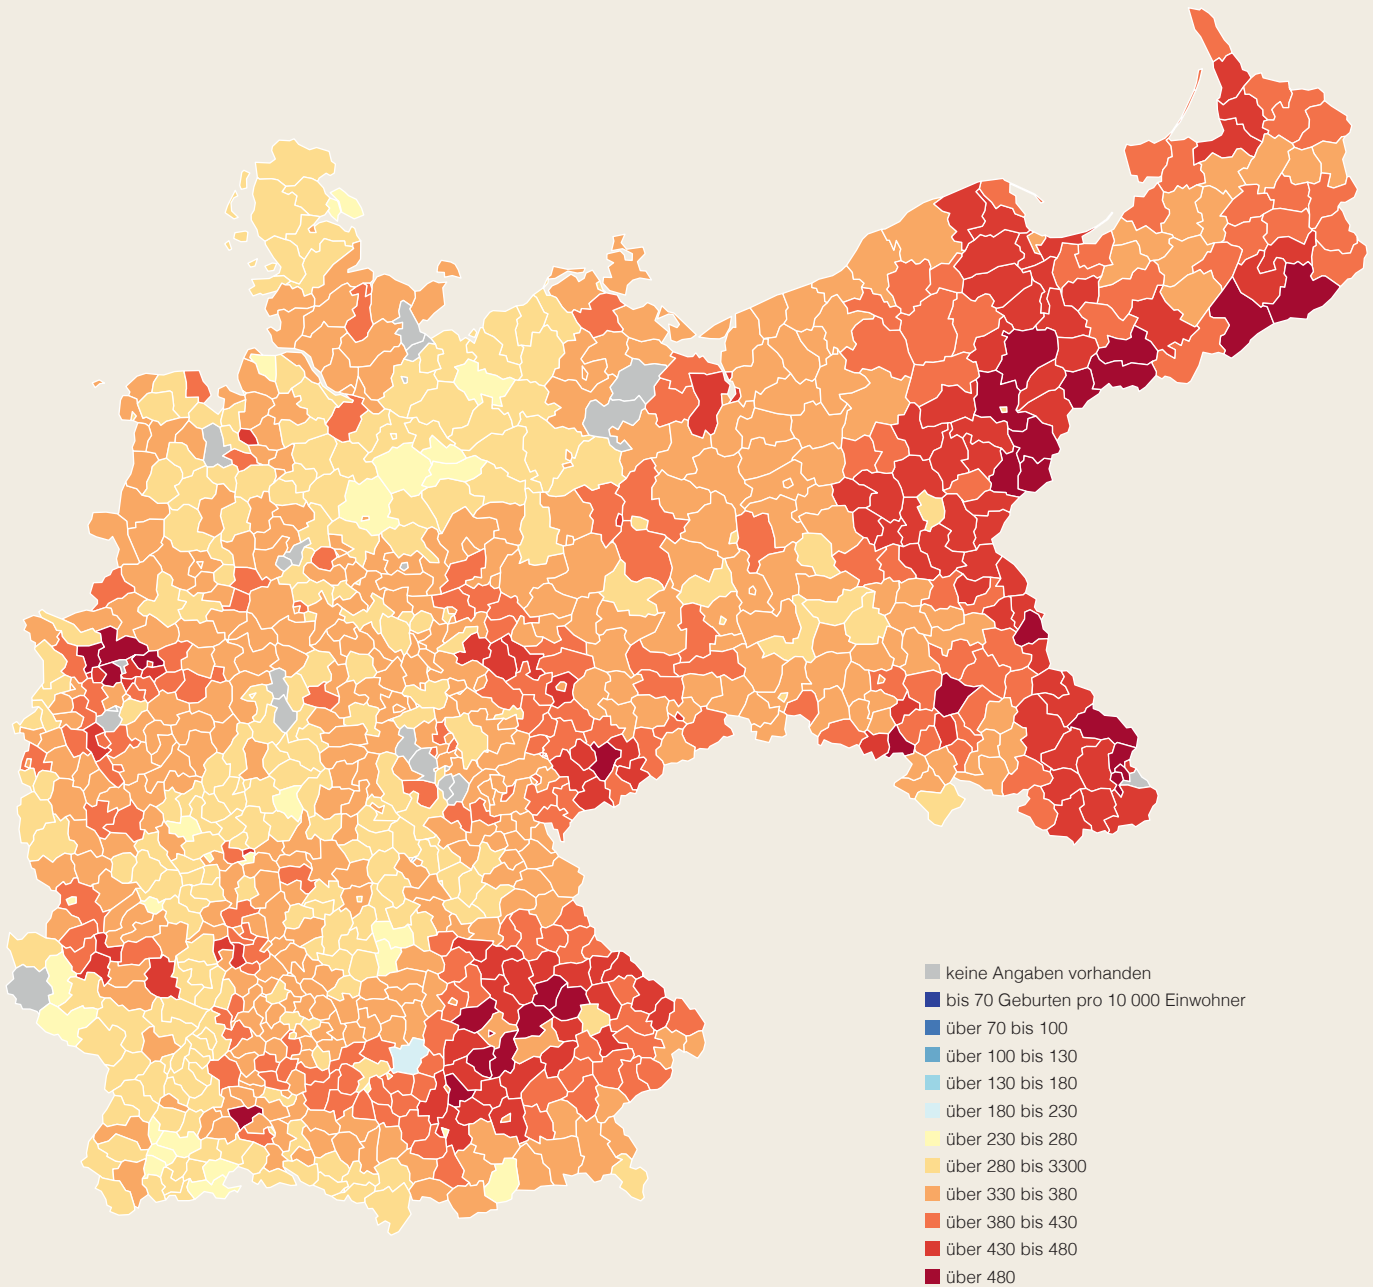 keine Angaben vorhanden
bis 70 Geburten pro 10 000 Einwohner
über 70 bis 100
über 100 bis 130
über 130 bis 180
über 180 bis 230
über 230 bis 280
über 280 bis 3300
über 330 bis 380
über 380 bis 430
über 430 bis 480
über 480